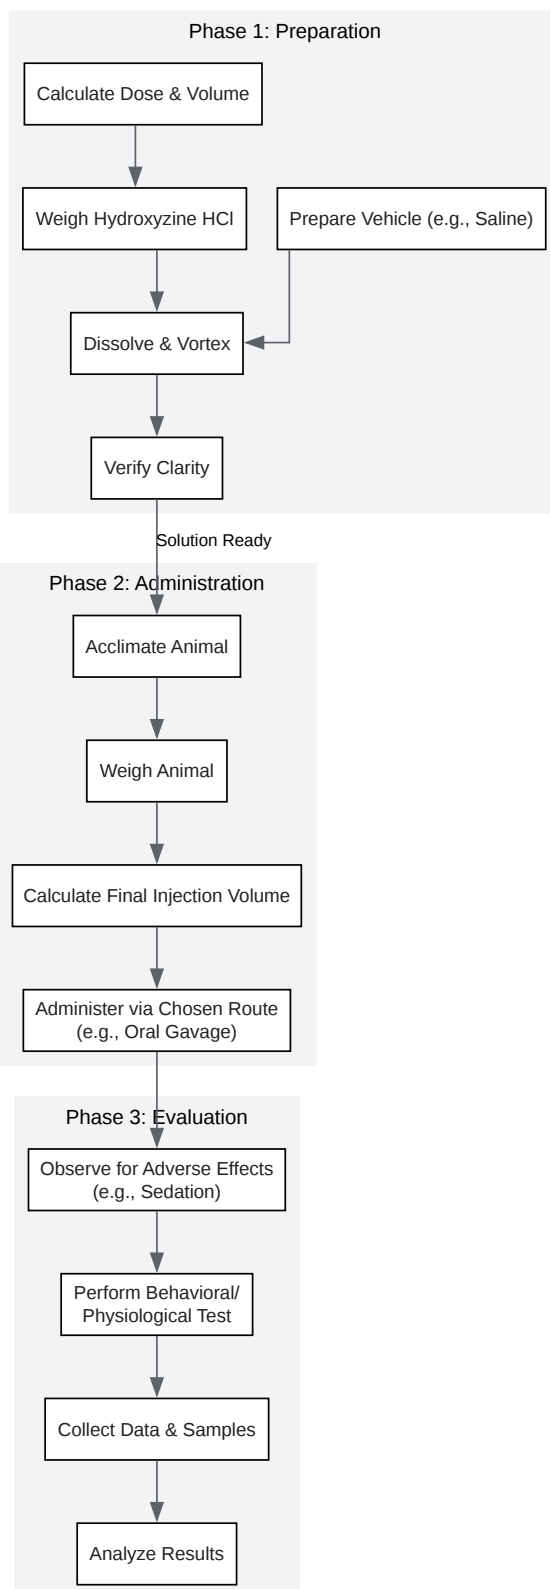 Phase 1: Preparation
Calculate Dose & Volume
Weigh Hydroxyzine HCl
Prepare Vehicle (e.g., Saline)
Dissolve & Vortex
Verify Clarity
Solution Ready
Phase 2: Administration
Acclimate Animal
Weigh Animal
Calculate Final Injection Volume
Administer via Chosen Route
(e.g., Oral Gavage)
Phase 3: Evaluation
Observe for Adverse Effects
(e.g., Sedation)
Perform Behavioral/
Physiological Test
Collect Data & Samples
Analyze Results